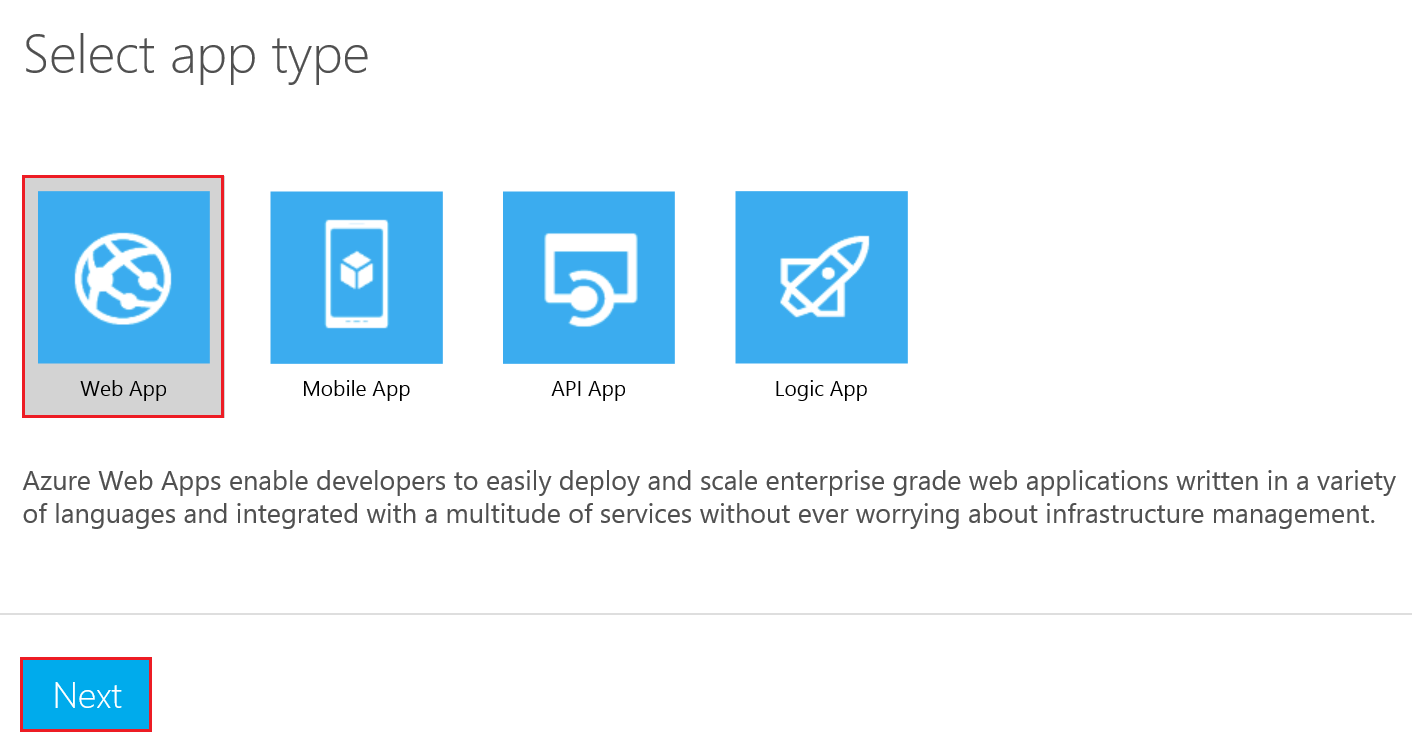 Select app type
Web App
Mobile App
API App
Logic App
Azure Web Apps enable developers to easily deploy and scale enterprise grade web applications written in a variety
of languages and integrated with a multitude of services without ever worrying about infrastructure management.
Next